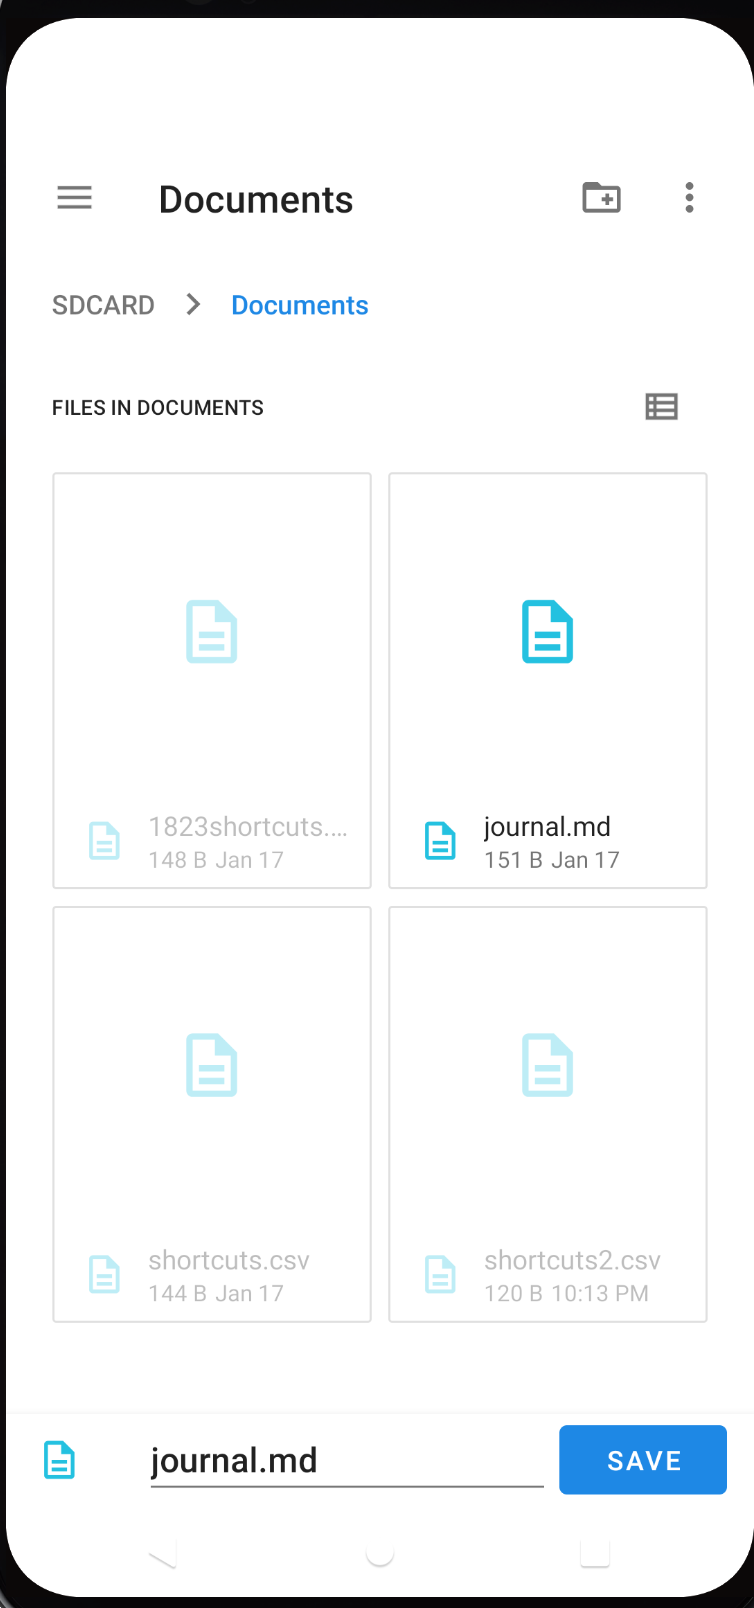 Documents
SDCARD > Documents
FILES IN DOCUMENTS
1823shortcuts....
148 B Jan 17
journal.md
151 B Jan 17
shortcuts.csv
144 B Jan 17
shortcuts2.csv
120 B 10:13 PM
journal.md
SAVE